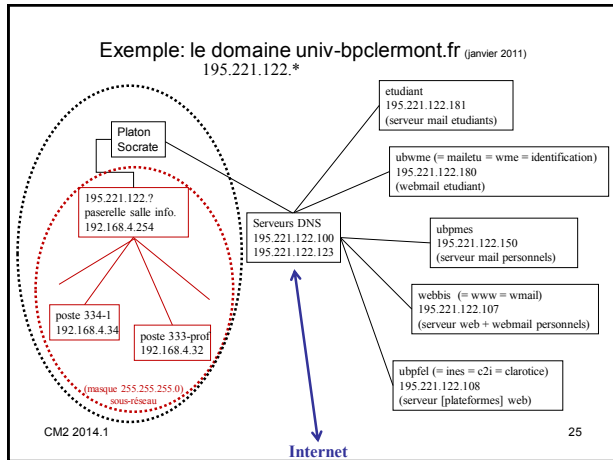 Exemple: le domaine univ-bpclermont.fr (janvier 2011)
195.221.122.*
Platon
Socrate
195.221.122.?
paserelle salle info.
192.168.4.254
poste 334-1
192.168.4.34
poste 333-prof
192.168.4.32
(masque 255.255.255.0)
sous-réseau
Serveurs DNS
195.221.122.100
195.221.122.123
etudiant
195.221.122.181
(serveur mail etudiants)
ubwme (= mailetu = wme = identification)
195.221.122.180
(webmail etudiant)
ubpmes
195.221.122.150
(serveur mail personnels)
webbis (= www = wmail)
195.221.122.107
(serveur web + webmail personnels)
ubpfel (= ines = c2i = clarotice)
195.221.122.108
(serveur [plateformes] web)
Internet
CM2 2014.1
25